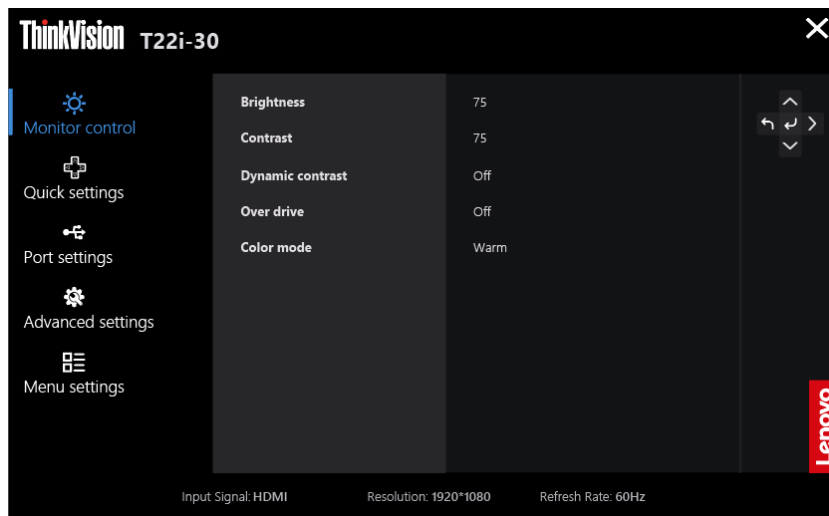 ThinkVision T22i-30
Monitor control
Quick settings
Port settings
Advanced settings
Menu settings
Brightness 75
Contrast 75
Dynamic contrast Off
Over drive Off
Color mode Warm
Lenovo
Input Signal: HDMI Resolution: 1920*1080 Refresh Rate: 60Hz